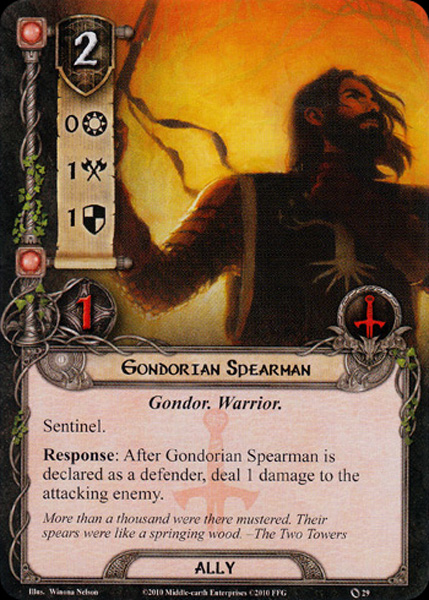 2
0
1
1
1
Gondorian Spearman
Gondor. Warrior.
Sentinel.
Response: After Gondorian Spearman is
declared as a defender, deal 1 damage to the
attacking enemy.
More than a thousand were there mustered. Their
spears were like a springing wood. –The Two Towers
ALLY
Illus. Winona Nelson ©2010 Middle-earth Enterprises ©2010 FFG 29